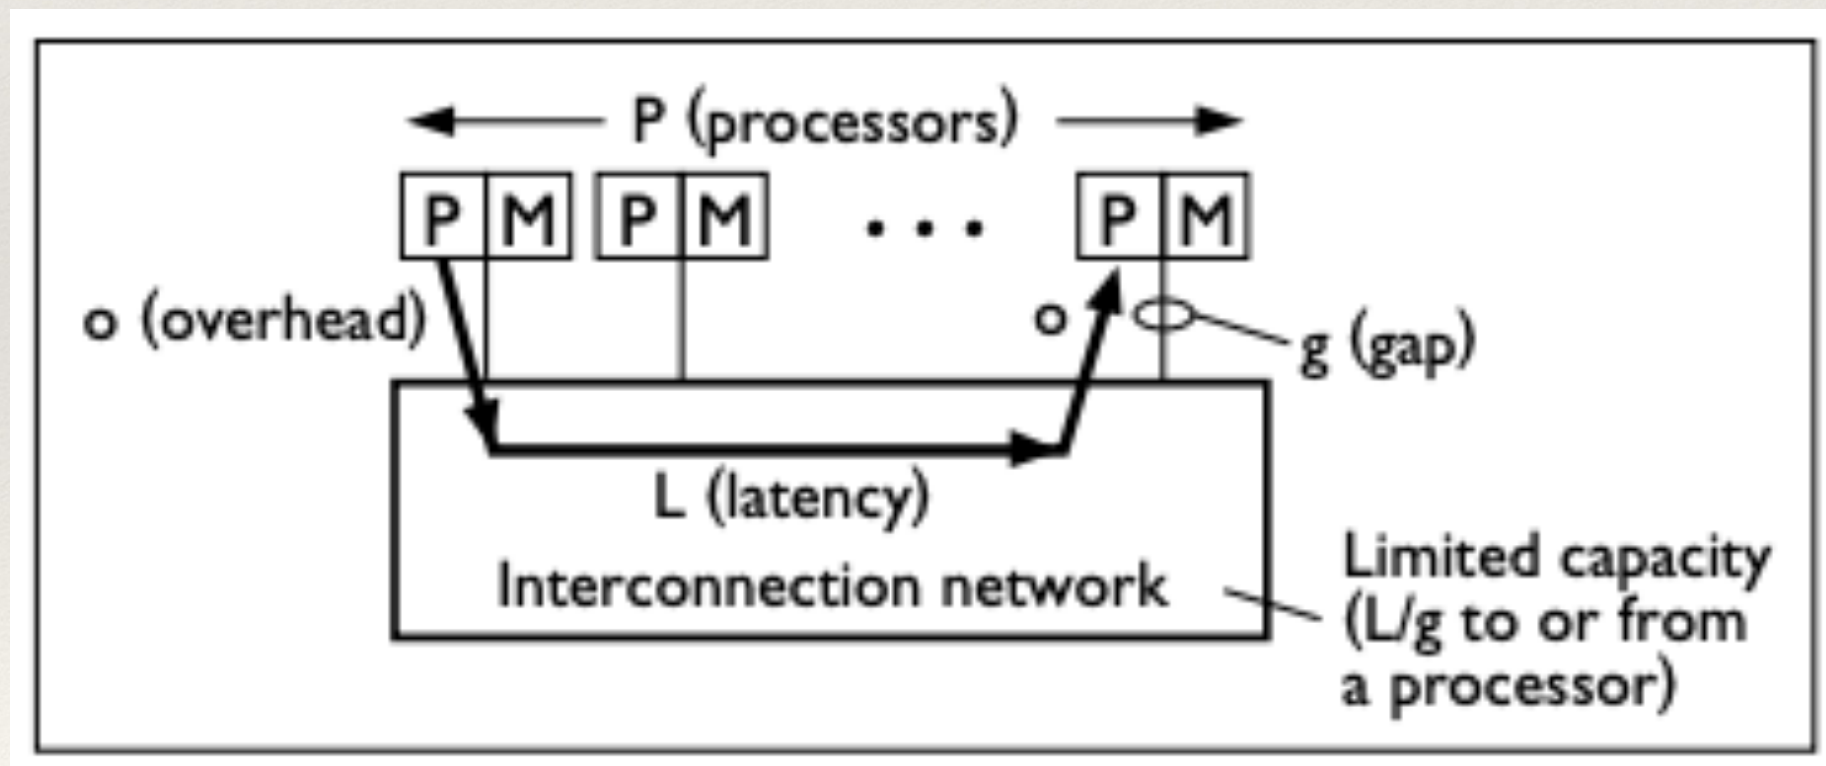 P (processors)
P M P M ... P M
o (overhead)
o
g (gap)
L (latency)
Interconnection network
Limited capacity
(L/g to or from
a processor)